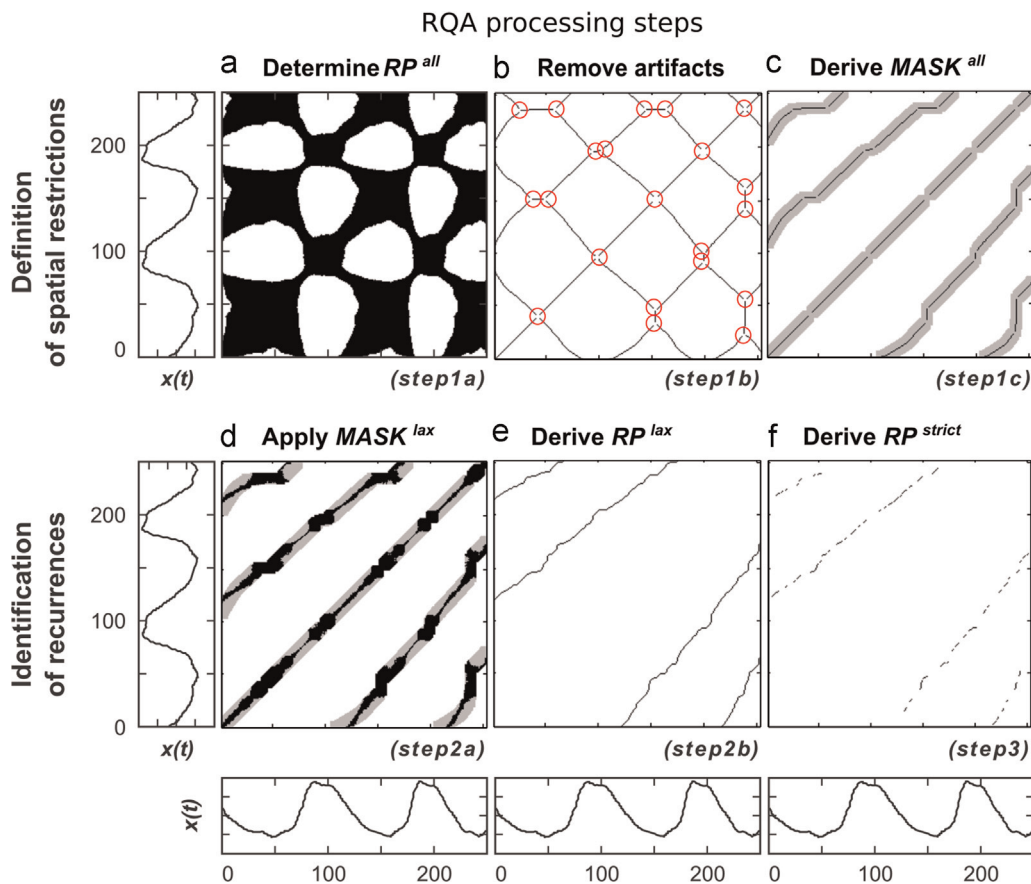 RQA processing steps
a Determine RP all
b Remove artifacts
c Derive MASK all
Definition
of spatial restrictions
200
100
0
x(t)
(step1a)
(step1b)
(step1c)
d Apply MASK lax
e Derive RP lax
f Derive RP strict
Identification
of recurrences
200
100
0
x(t)
(step2a)
(step2b)
(step3)
x(t)
0 100 200
0 100 200
0 100 200